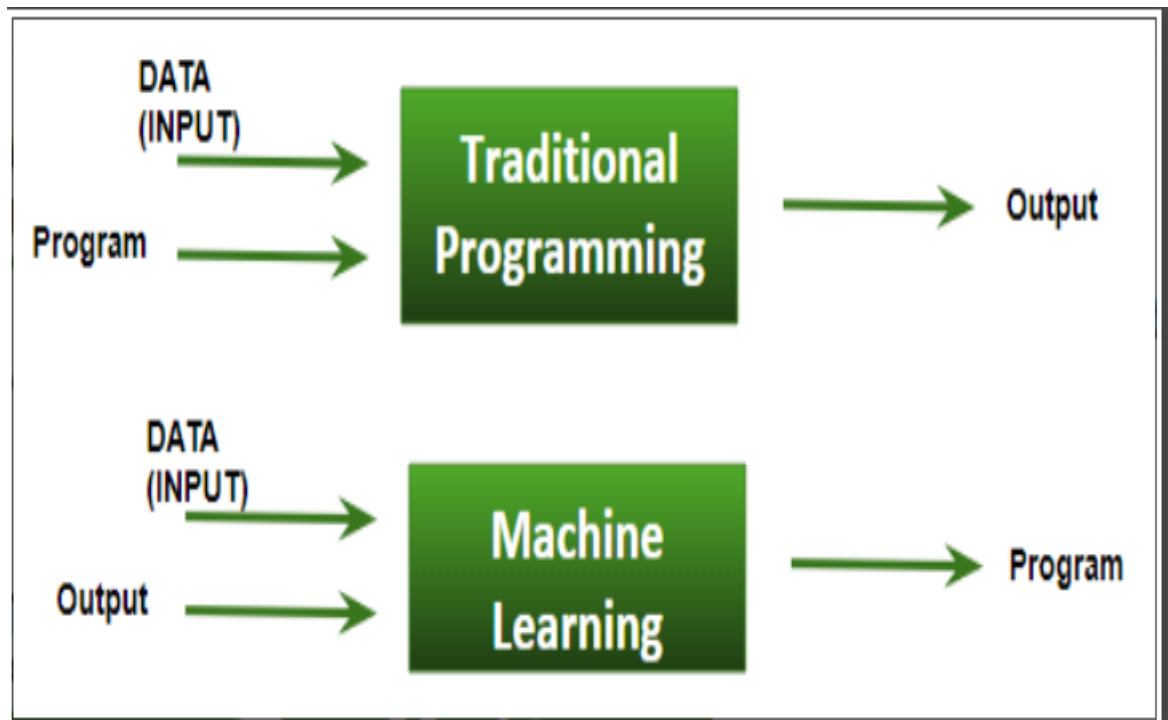 DATA
(INPUT)
Program
Traditional
Programming
Output
DATA
(INPUT)
Output
Machine
Learning
Program